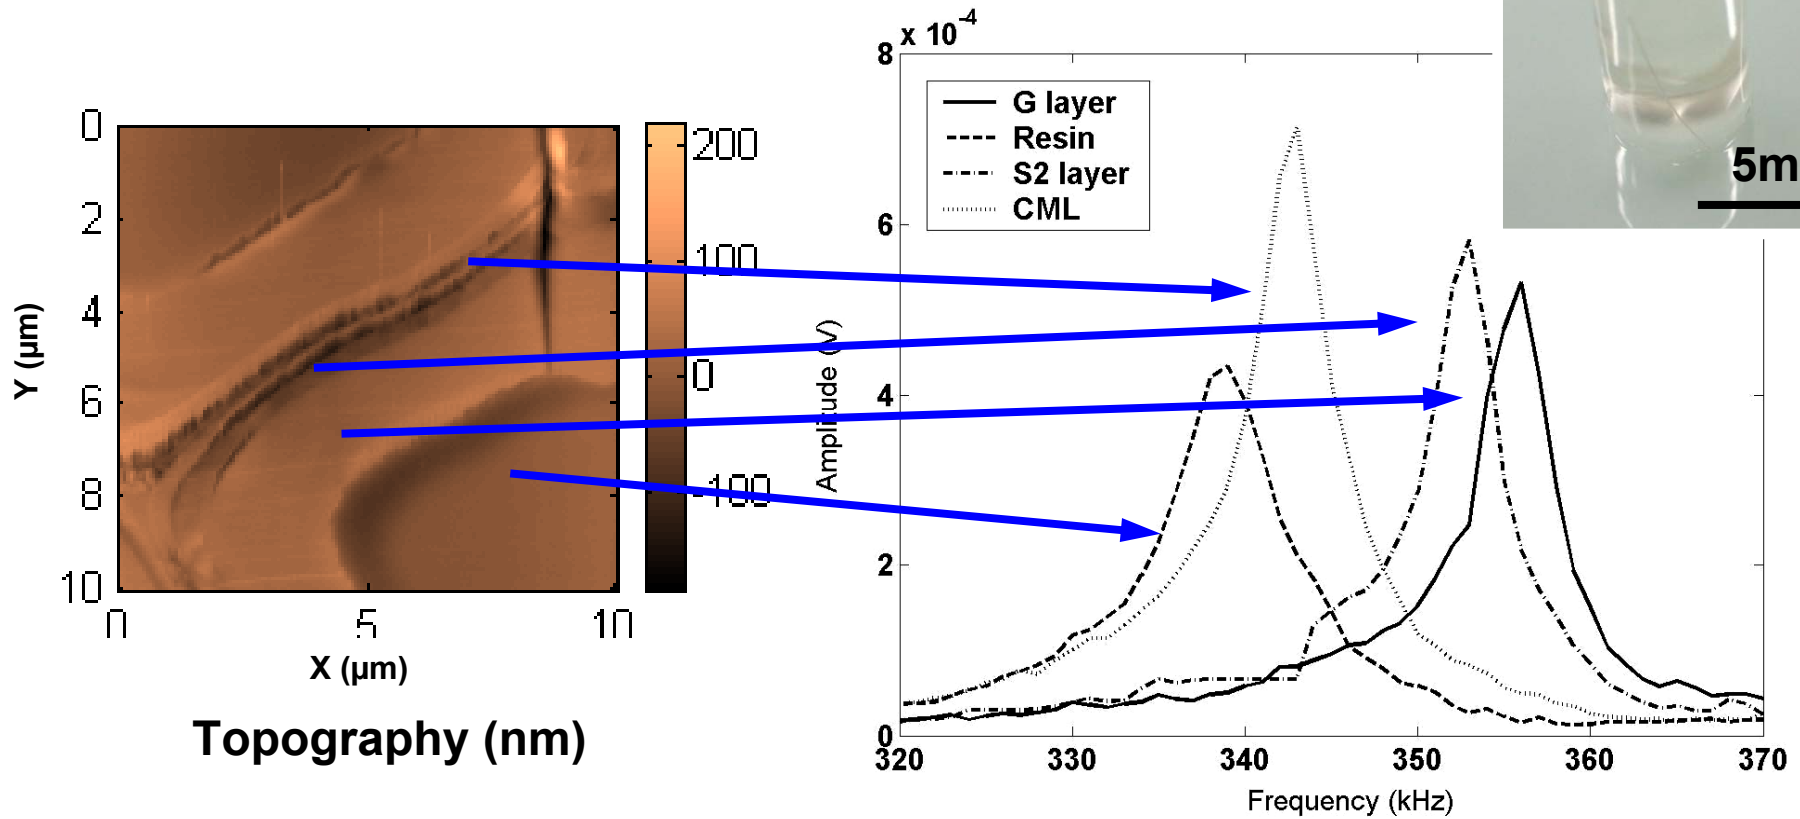 0
2
4
6
8
10
Y (µm)
0
5
10
X (µm)
200
100
0
-100
Topography (nm)
x 10⁻⁴
8
6
4
2
0
Amplitude (V)
G layer
Resin
S2 layer
CML
320
330
340
350
360
370
Frequency (kHz)
5m